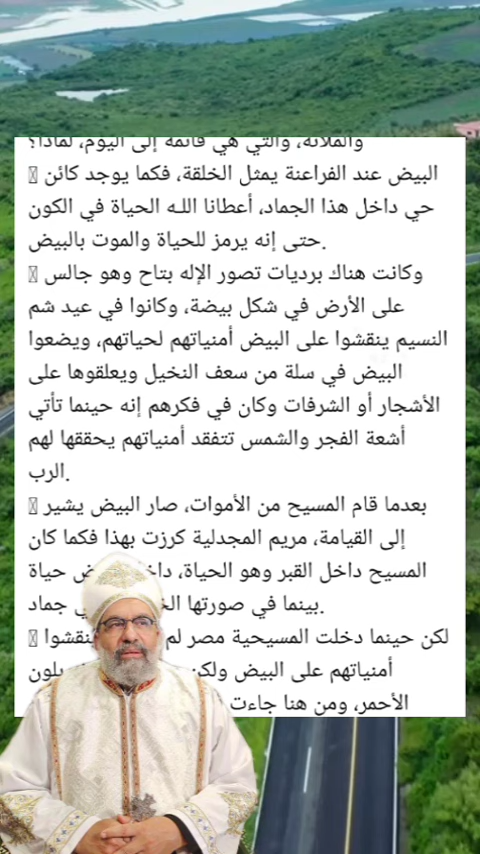 والملانة، والتي هي قائمة إلى اليوم، لماذا؟
البيض عند الفراعنة يمثل الخلقة، فكما يوجد كائن
حي داخل هذا الجماد، أعطانا اللـه الحياة في الكون
حتى إنه يرمز للحياة والموت بالبيض.
وكانت هناك برديات تصور الإله بتاح وهو جالس
على الأرض في شكل بيضة، وكانوا في عيد شم
النسيم ينقشوا على البيض أمنياتهم لحياتهم، ويضعوا
البيض في سلة من سعف النخيل ويعلقوها على
الأشجار أو الشرفات وكان في فكرهم إنه حينما تأتي
أشعة الفجر والشمس تتفقد أمنياتهم يحققها لهم
الرب.
بعدما قام المسيح من الأموات، صار البيض يشير
إلى القيامة، مريم المجدلية كرزت بهذا فكما كان
المسيح داخل القبر وهو الحياة، حياة
بينما في صورتها جماد.
لكن حينما دخلت المسيحية مصر لم ينقشوا
أمنياتهم على البيض ولكن بلون
الأحمر، ومن هنا جاءت